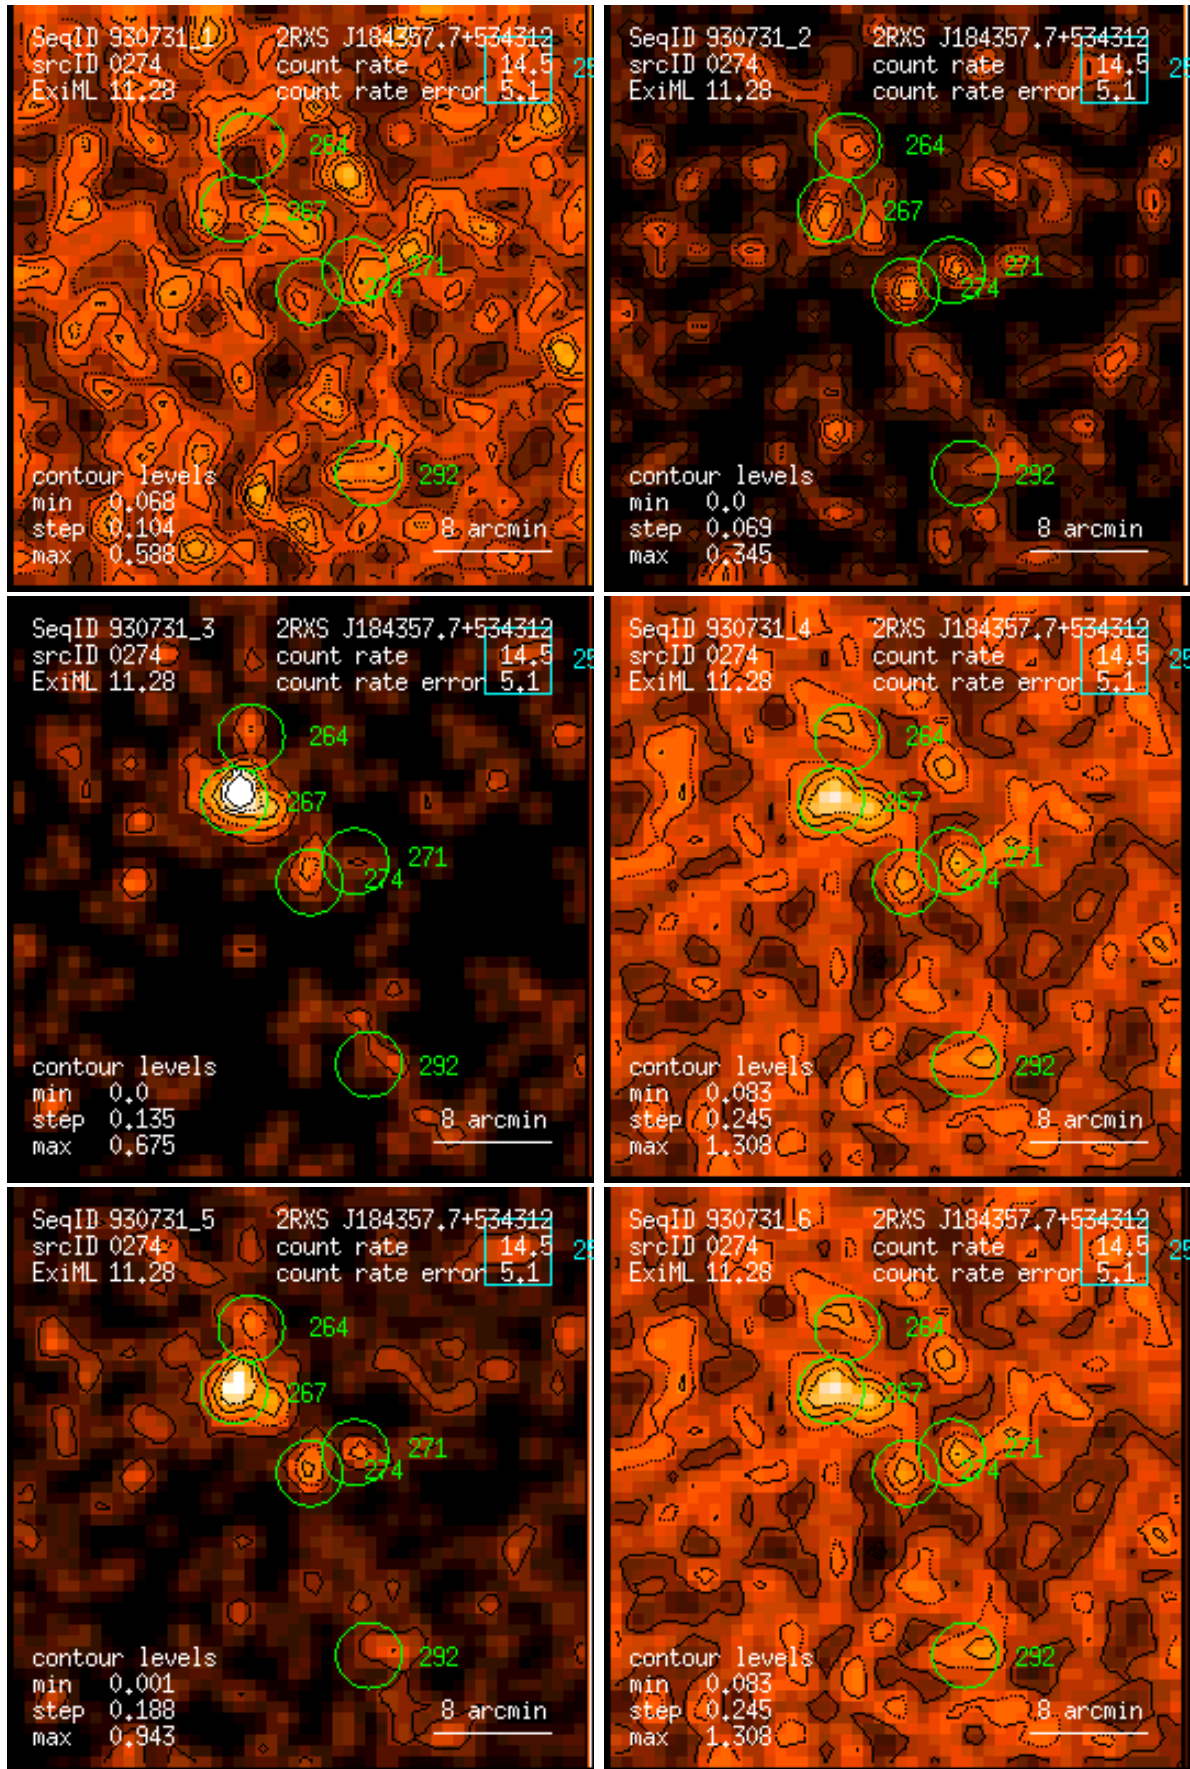 SeqID 930731_1 2RXS J184357.7+534312
srcID 0274 count rate 14.5 25
ExiML 11.28 count rate error 5.1
264
267
271
274
292
contour levels
min 0.068
step 0.104 8 arcmin
max 0.588
SeqID 930731_2 2RXS J184357.7+534312
srcID 0274 count rate 14.5 25
ExiML 11.28 count rate error 5.1
264
267
271
274
292
contour levels
min 0.0
step 0.069 8 arcmin
max 0.345
SeqID 930731_3 2RXS J184357.7+534312
srcID 0274 count rate 14.5 25
ExiML 11.28 count rate error 5.1
264
267
271
274
292
contour levels
min 0.0
step 0.135 8 arcmin
max 0.675
SeqID 930731_4 2RXS J184357.7+534312
srcID 0274 count rate 14.5 25
ExiML 11.28 count rate error 5.1
264
267
271
274
292
contour levels
min 0.083
step 0.245 8 arcmin
max 1.308
SeqID 930731_5 2RXS J184357.7+534312
srcID 0274 count rate 14.5 25
ExiML 11.28 count rate error 5.1
264
267
271
274
292
contour levels
min 0.001
step 0.188 8 arcmin
max 0.943
SeqID 930731_6 2RXS J184357.7+534312
srcID 0274 count rate 14.5 25
ExiML 11.28 count rate error 5.1
264
267
271
274
292
contour levels
min 0.083
step 0.245 8 arcmin
max 1.308